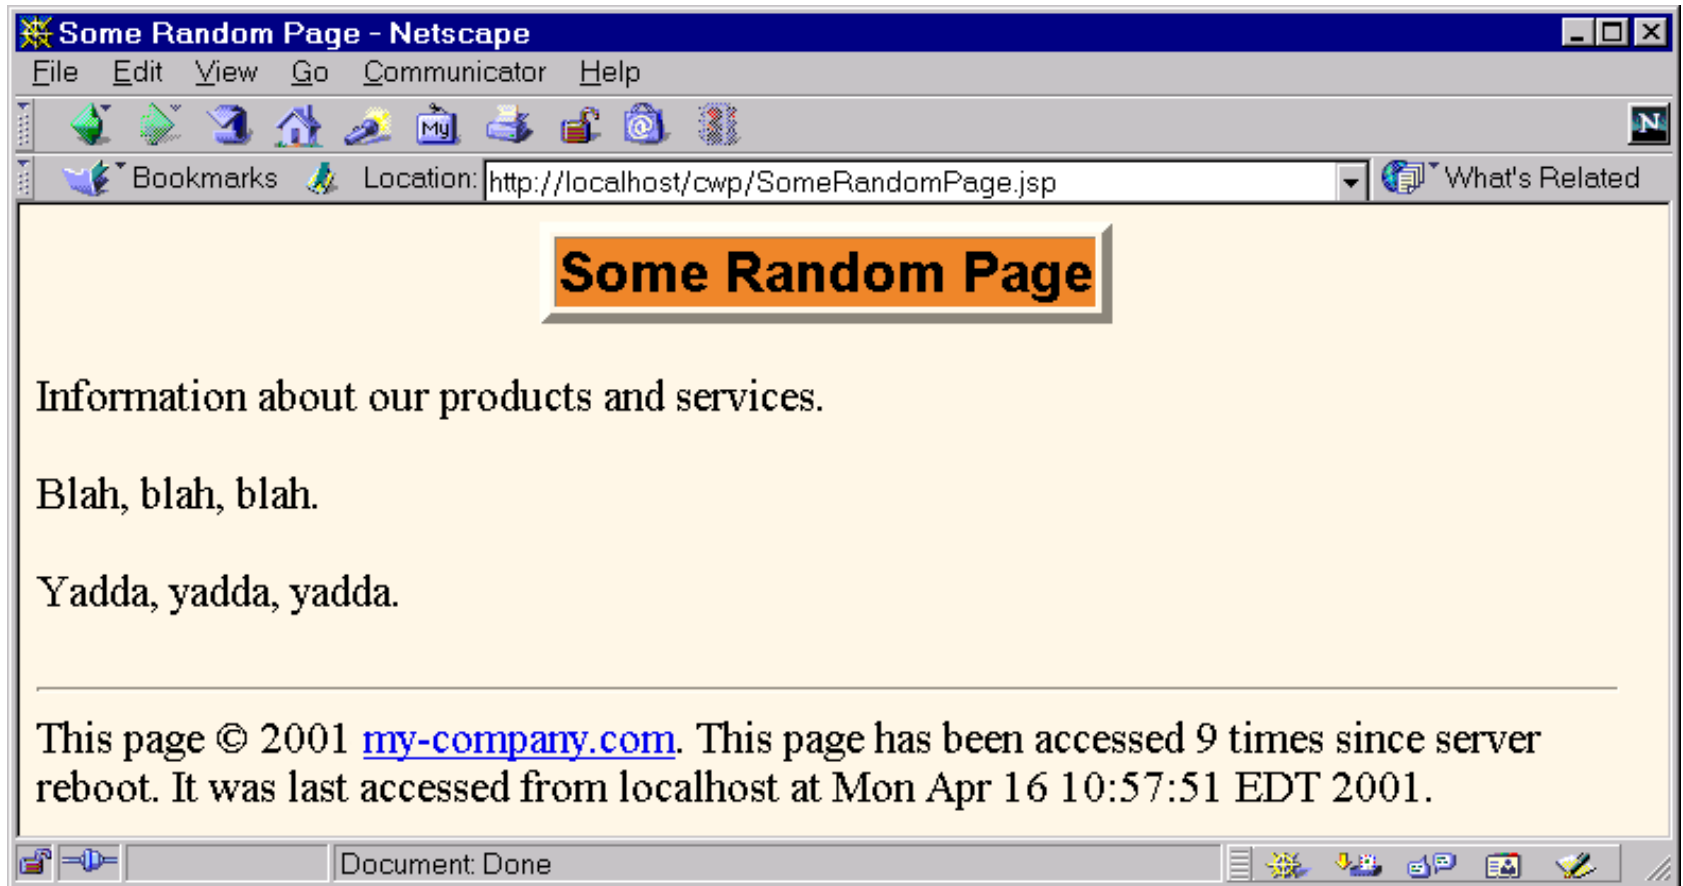 Some Random Page - Netscape
File Edit View Go Communicator Help
My
N
Bookmarks Location: http://localhost/cwp/SomeRandomPage.jsp What's Related
Some Random Page
Information about our products and services.
Blah, blah, blah.
Yadda, yadda, yadda.
This page © 2001 my-company.com. This page has been accessed 9 times since server
reboot. It was last accessed from localhost at Mon Apr 16 10:57:51 EDT 2001.
Document: Done